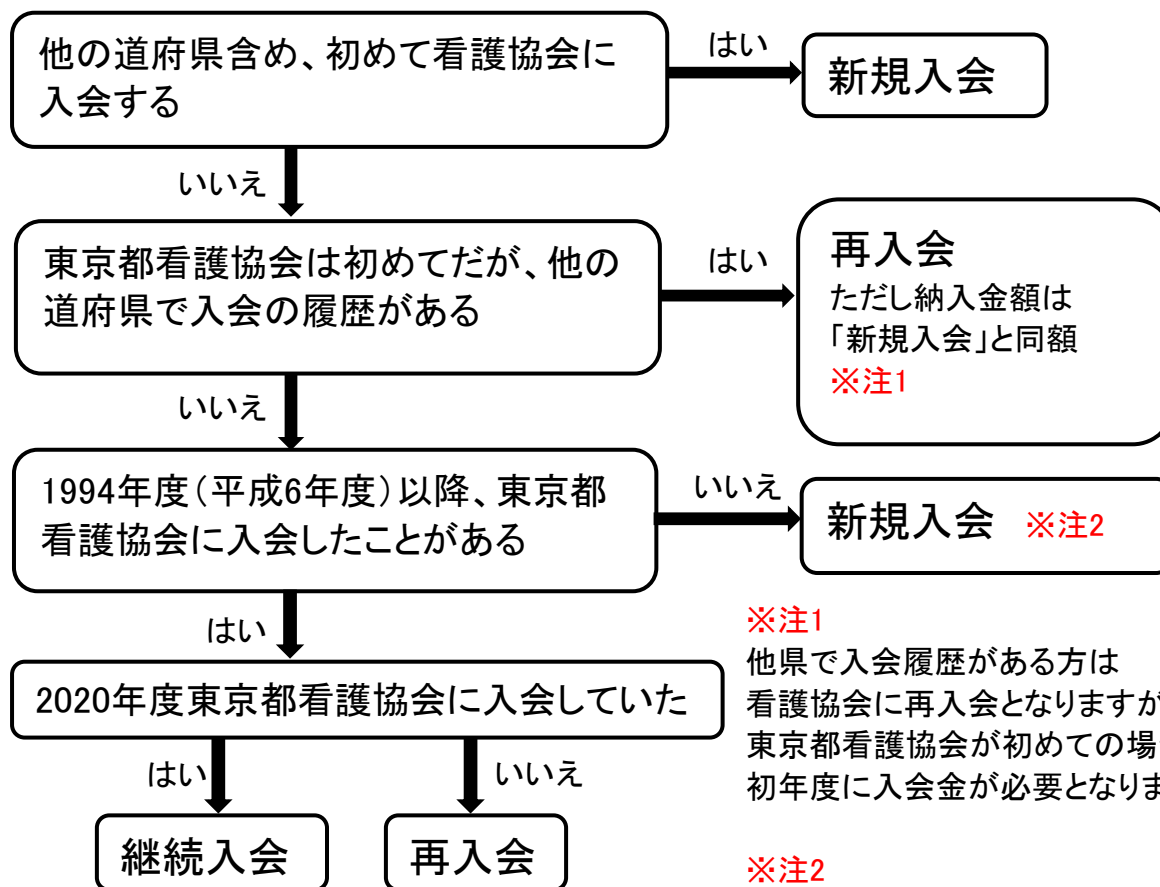 他の道府県含め、初めて看護協会に
入会する
はい
新規入会
いいえ
東京都看護協会は初めてだが、他の
道府県で入会の履歴がある
はい
再入会
ただし納入金額は
「新規入会」と同額
※注1
いいえ
1994年度(平成6年度)以降、東京都
看護協会に入会したことがある
いいえ
新規入会 ※注2
はい
2020年度東京都看護協会に入会していた
はい
いいえ
継続入会
再入会
※注1
他県で入会履歴がある方は
看護協会に再入会となりますが
東京都看護協会が初めての場
初年度に入会金が必要となりま
※注2